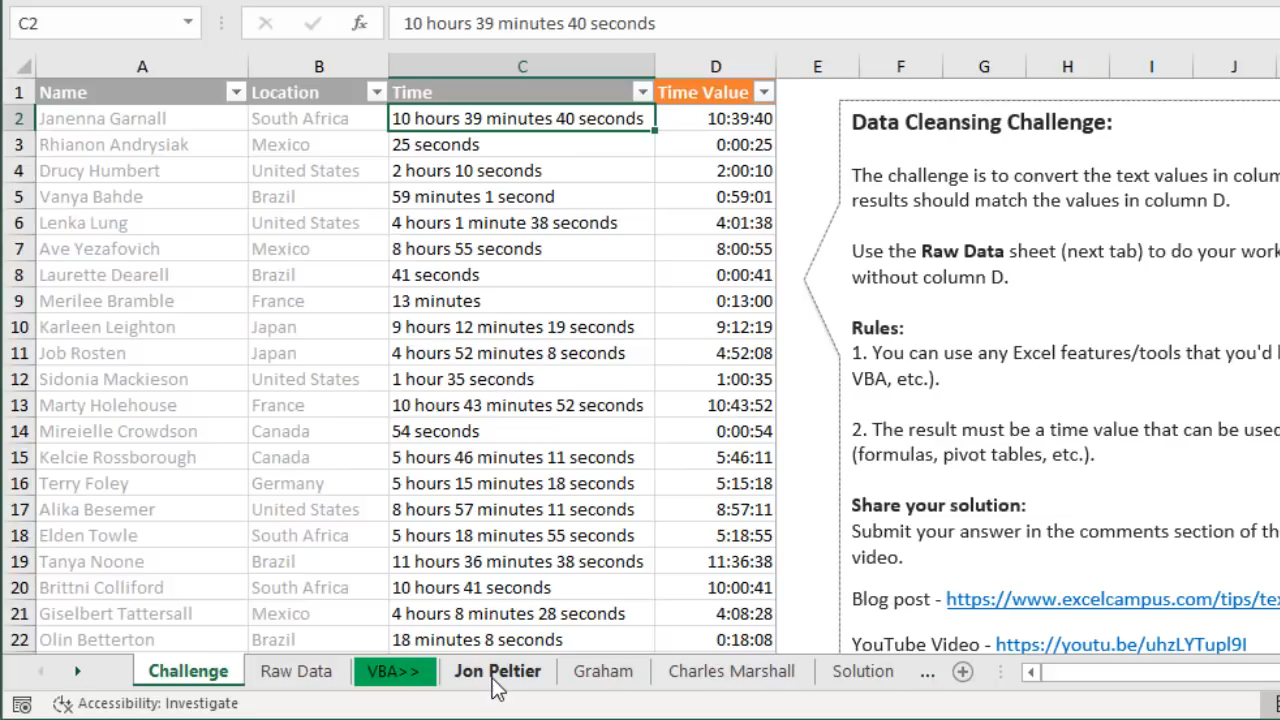 C2
fx
10 hours 39 minutes 40 seconds
A B C D E F G H I J
1 Name Location Time Time Value
2 Janenna Garnall South Africa 10 hours 39 minutes 40 seconds 10:39:40
3 Rhianon Andrysiak Mexico 25 seconds 0:00:25
4 Drucy Humbert United States 2 hours 10 seconds 2:00:10
5 Vanya Bahde Brazil 59 minutes 1 second 0:59:01
6 Lenka Lung United States 4 hours 1 minute 38 seconds 4:01:38
7 Ave Yezafovich Mexico 8 hours 55 seconds 8:00:55
8 Laurette Dearell Brazil 41 seconds 0:00:41
9 Merilee Bramble France 13 minutes 0:13:00
10 Karleen Leighton Japan 9 hours 12 minutes 19 seconds 9:12:19
11 Job Rosten Japan 4 hours 52 minutes 8 seconds 4:52:08
12 Sidonia Mackieson United States 1 hour 35 seconds 1:00:35
13 Marty Holehouse France 10 hours 43 minutes 52 seconds 10:43:52
14 Mireielle Crowdson Canada 54 seconds 0:00:54
15 Kelcie Rossborough Canada 5 hours 46 minutes 11 seconds 5:46:11
16 Terry Foley Germany 5 hours 15 minutes 18 seconds 5:15:18
17 Alika Besemer United States 8 hours 57 minutes 11 seconds 8:57:11
18 Elden Towle South Africa 5 hours 18 minutes 55 seconds 5:18:55
19 Tanya Noone Brazil 11 hours 36 minutes 38 seconds 11:36:38
20 Brittni Colliford South Africa 10 hours 41 seconds 10:00:41
21 Giselbert Tattersall Mexico 4 hours 8 minutes 28 seconds 4:08:28
22 Olin Betterton Brazil 18 minutes 8 seconds 0:18:08
Data Cleansing Challenge:
The challenge is to convert the text values in colum
results should match the values in column D.
Use the Raw Data sheet (next tab) to do your work
without column D.
Rules:
1. You can use any Excel features/tools that you'd l
VBA, etc.).
2. The result must be a time value that can be used
(formulas, pivot tables, etc.).
Share your solution:
Submit your answer in the comments section of th
video.
Blog post - https://www.excelcampus.com/tips/tex
YouTube Video - https://youtu.be/uhzLYTupl9I
Challenge Raw Data VBA>> Jon Peltier Graham Charles Marshall Solution ...
Accessibility: Investigate